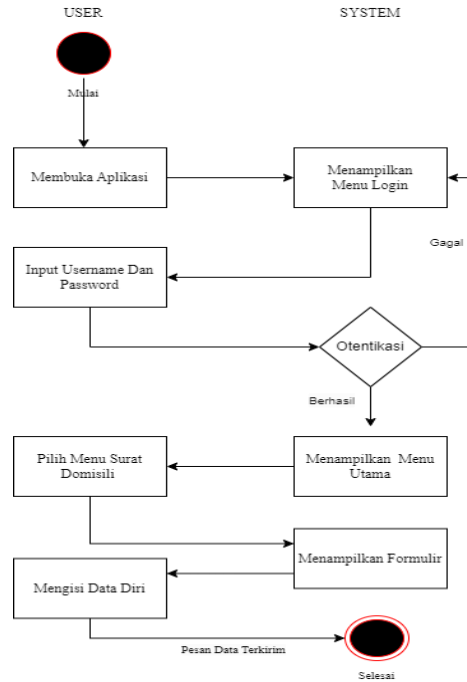 USER
SYSTEM
Mulai
Membuka Aplikasi
Menampilkan
Menu Login
Gagal
Input Username Dan
Password
Otentikasi
Berhasil
Pilih Menu Surat
Domisili
Menampilkan Menu
Utama
Menampilkan Formulir
Mengisi Data Diri
Pesan Data Terkirim
Selesai